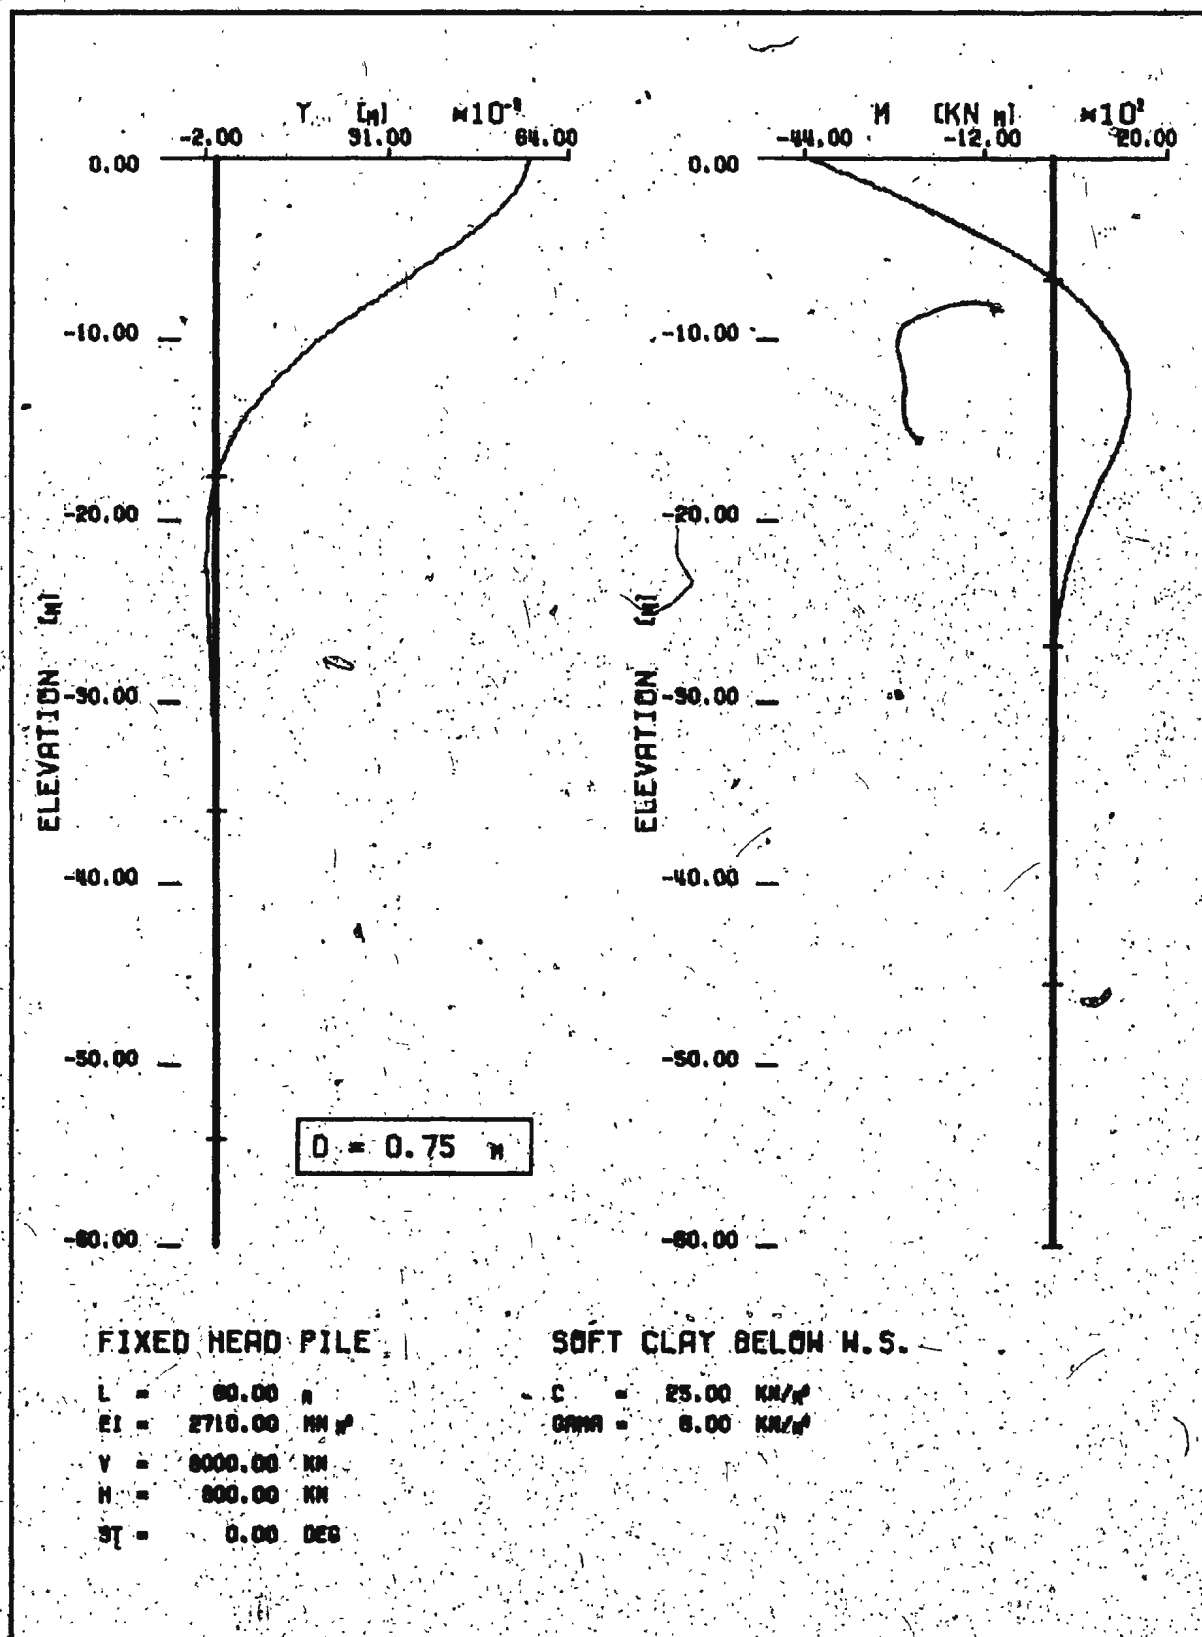 Y [M] ×10⁻²
-2.00 31.00 64.00
M [KN M] ×10²
-44.00 -12.00 20.00
0.00
-10.00
-20.00
-30.00
-40.00
-50.00
-60.00
ELEVATION [M]
0.00
-10.00
-20.00
-30.00
-40.00
-50.00
-60.00
ELEVATION [M]
D = 0.75 M
FIXED HEAD PILE
L = 60.00 M
EI = 2710.00 MN M²
V = 8000.00 KN
H = 800.00 KN
= 0.00 DEG
SOFT CLAY BELOW W.S.
C = 25.00 KN/M²
GAMA = 6.00 KN/M³